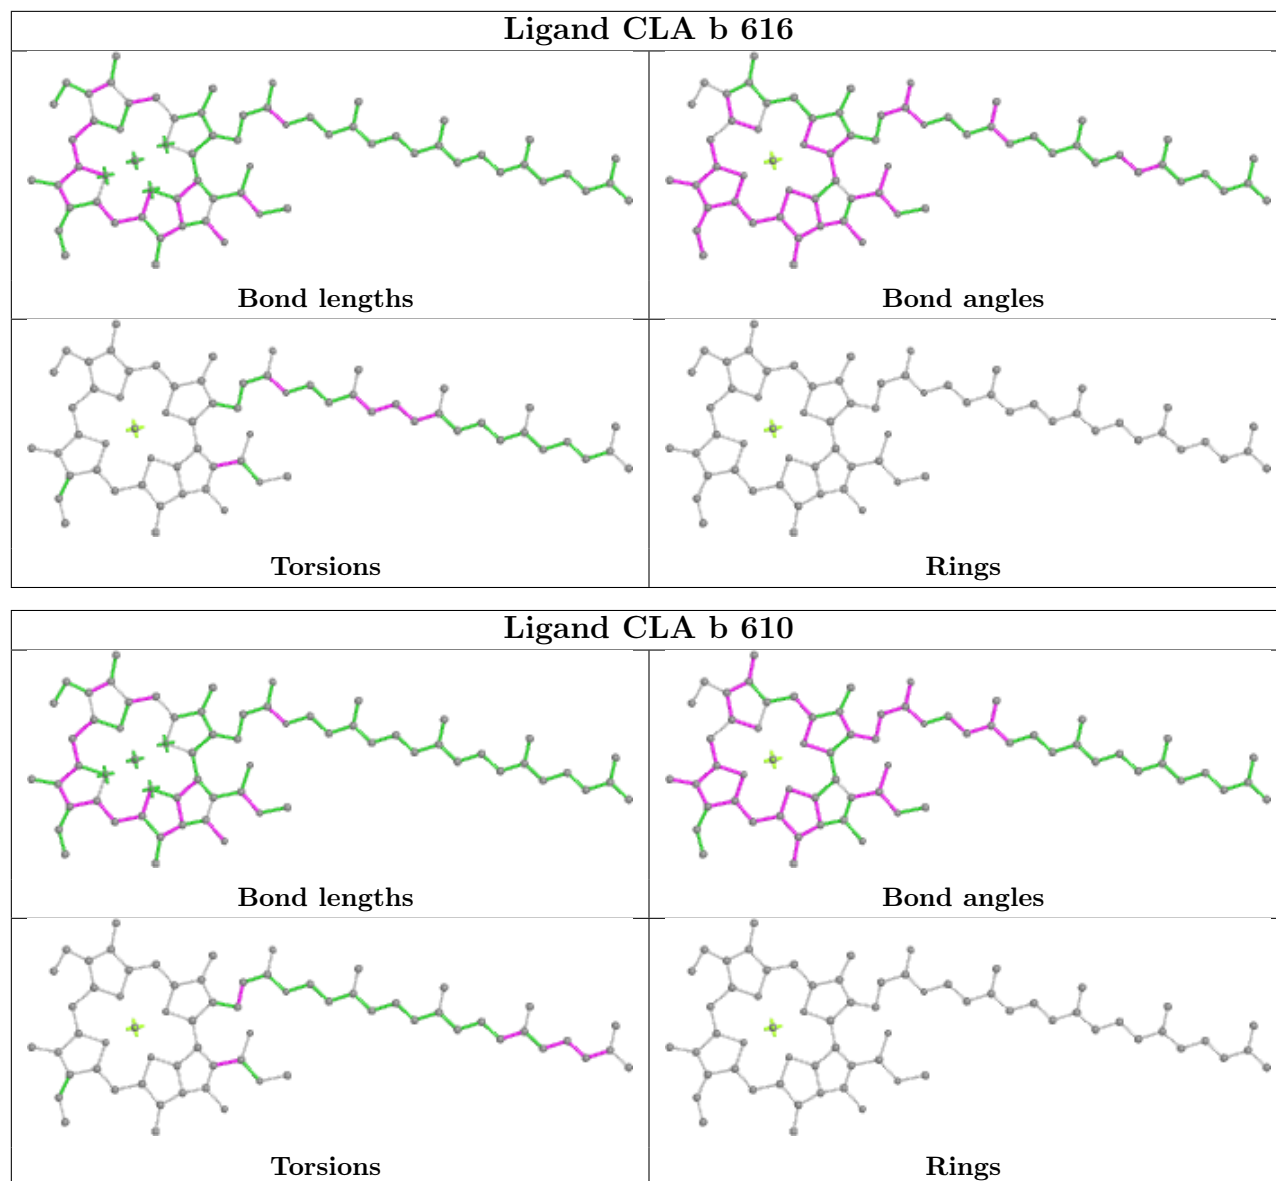 Ligand CLA b 616
Bond lengths
Bond angles
Torsions
Rings
Ligand CLA b 610
Bond lengths
Bond angles
Torsions
Rings